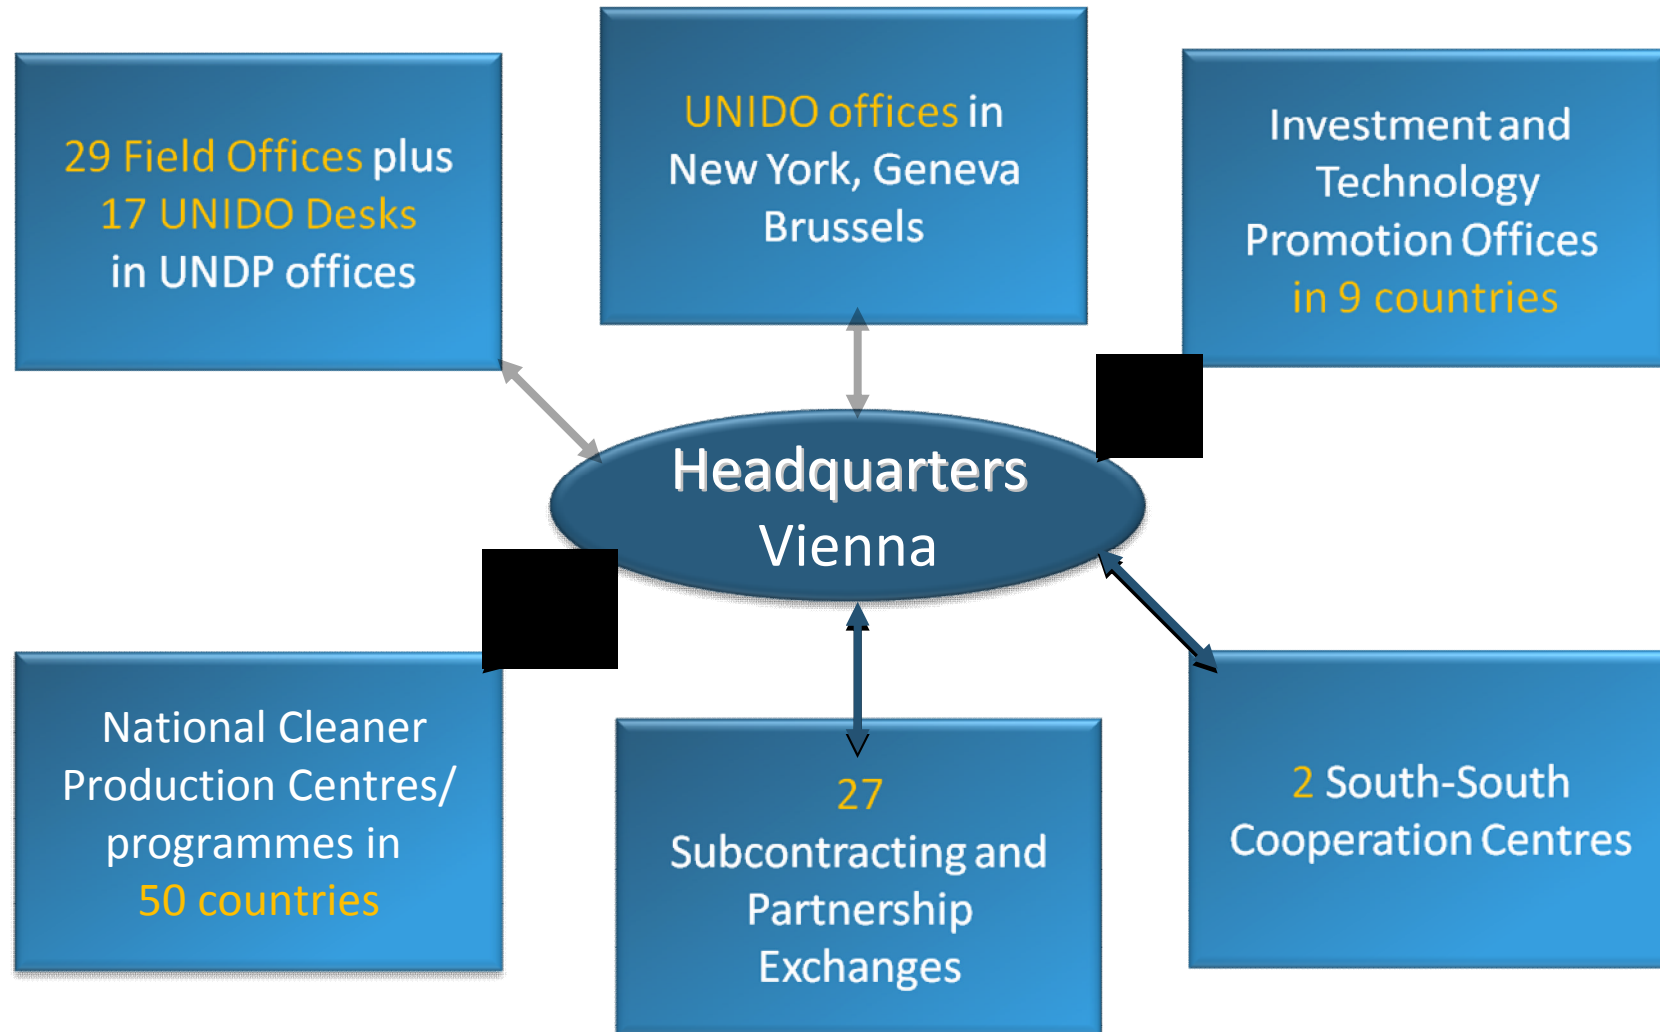 29 Field Offices plus
17 UNIDO Desks
in UNDP offices
UNIDO offices in
New York, Geneva
Brussels
Investment and
Technology
Promotion Offices
in 9 countries
Headquarters
Vienna
National Cleaner
Production Centres/
programmes in
50 countries
27
Subcontracting and
Partnership
Exchanges
2 South-South
Cooperation Centres